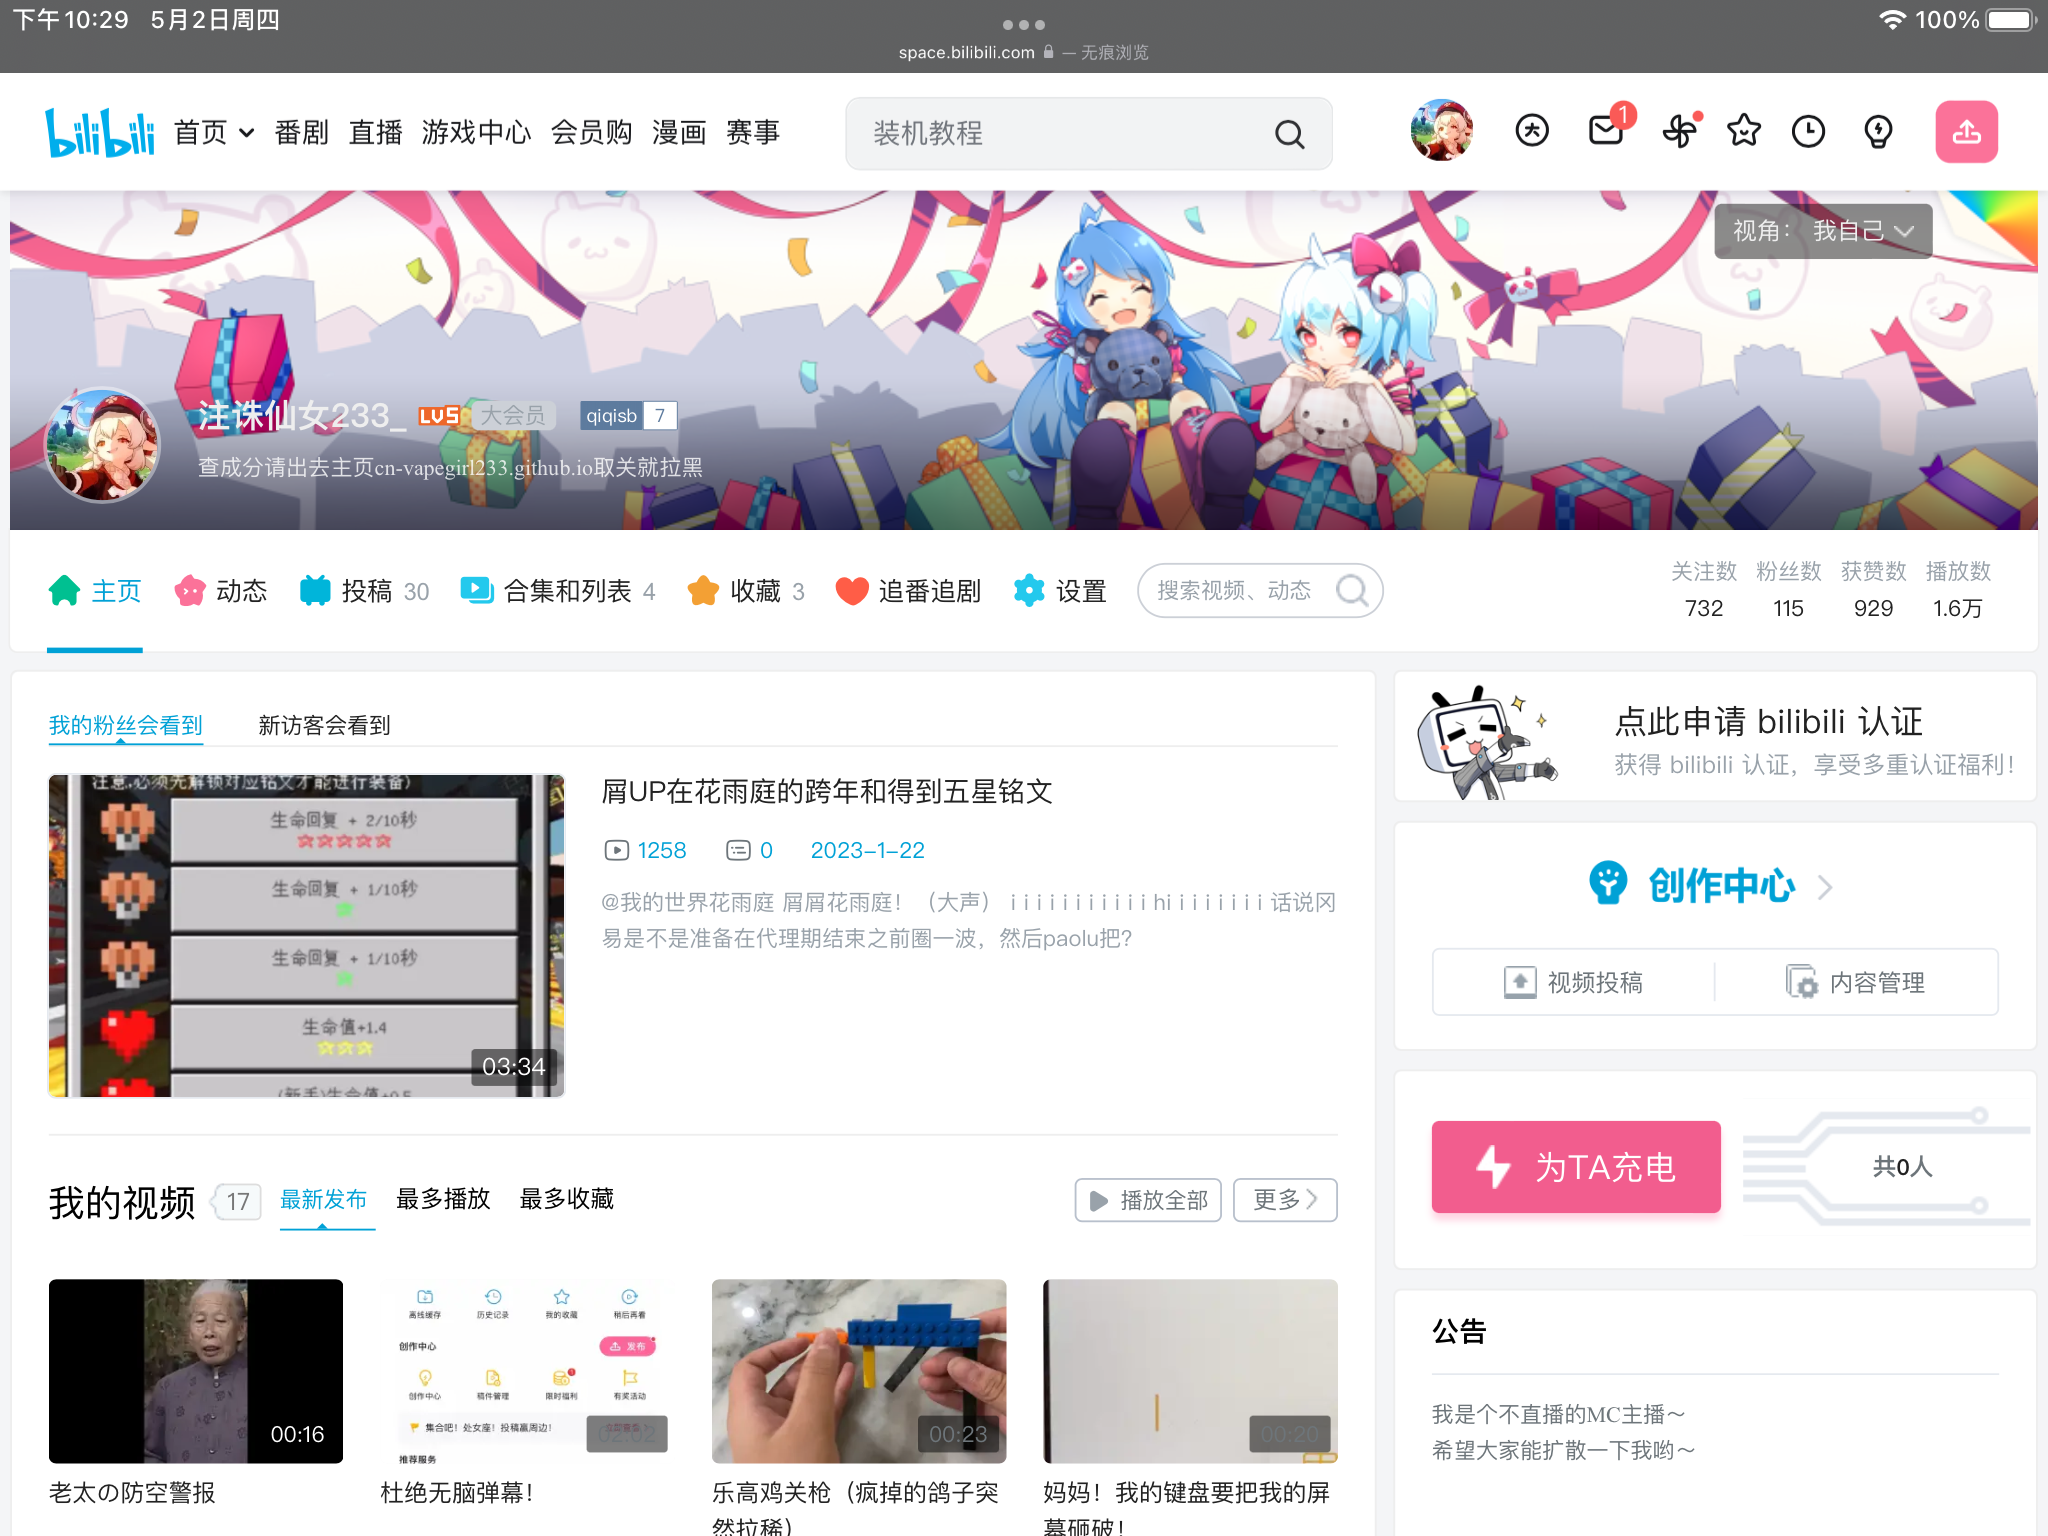 下午10:29 5月2日周四
100%
space.bilibili.com — 无痕浏览
bilibili 首页 番剧 直播 游戏中心 会员购 漫画 赛事
装机教程
1
视角： 我自己
注诛仙女233_ LV5 大会员 qiqisb 7
查成分请出去主页cn-vapegirl233.github.io取关就拉黑
主页 动态 投稿 30 合集和列表 4 收藏 3 追番追剧 设置 搜索视频、动态
关注数 粉丝数 获赞数 播放数
732 115 929 1.6万
我的粉丝会看到 新访客会看到
注意,必须先解锁对应铭文才能进行装备)
生命回复 + 2/10秒
生命回复 + 1/10秒
生命回复 + 1/10秒
生命值+1.4
(新手)生命值+0.5
03:34
屑UP在花雨庭的跨年和得到五星铭文
1258 0 2023-1-22
@我的世界花雨庭 屑屑花雨庭！（大声） i i i i i i i i i i i hi i i i i i i i 话说冈
易是不是准备在代理期结束之前圈一波，然后paolu把?
点此申请 bilibili 认证
获得 bilibili 认证，享受多重认证福利！
创作中心
视频投稿 内容管理
为TA充电 共0人
我的视频 17 最新发布 最多播放 最多收藏 播放全部 更多
00:16
离线缓存 历史记录 我的收藏 稍后再看
创作中心 发布
创作中心 稿件管理 限时福利 有奖活动
集合吧！处女座！投稿赢周边！
02:02
推荐服务
00:23
00:20
老太の防空警报
杜绝无脑弹幕！
乐高鸡关枪（疯掉的鸽子突
然拉稀）
妈妈！我的键盘要把我的屏
幕砸破！
公告
我是个不直播的MC主播～
希望大家能扩散一下我哟～